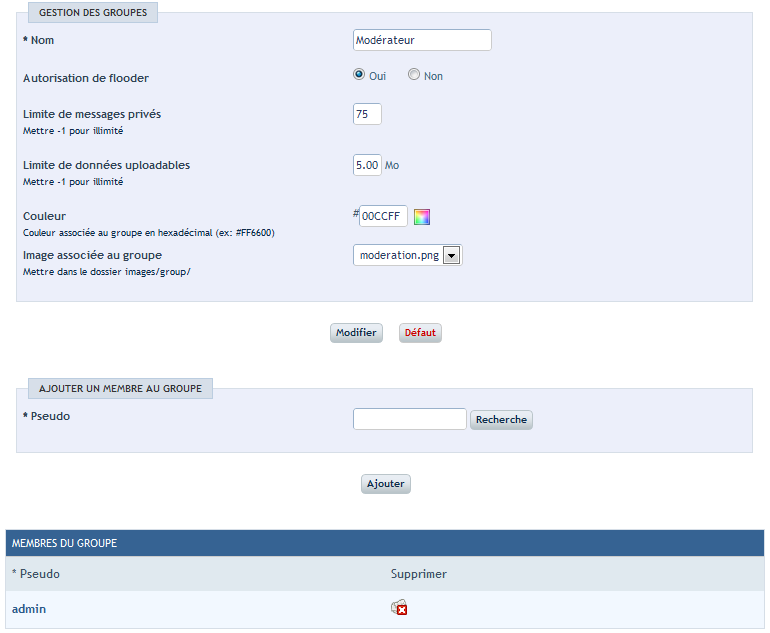 GESTION DES GROUPES
* Nom
Modérateur
Autorisation de flooder
Oui Non
Limite de messages privés
Mettre -1 pour illimité
75
Limite de données uploadables
Mettre -1 pour illimité
5.00 Mo
Couleur
Couleur associée au groupe en hexadécimal (ex: #FF6600)
#00CCFF
Image associée au groupe
Mettre dans le dossier images/group/
moderation.png
Modifier Défaut
AJOUTER UN MEMBRE AU GROUPE
* Pseudo
Recherche
Ajouter
MEMBRES DU GROUPE
* Pseudo Supprimer
admin